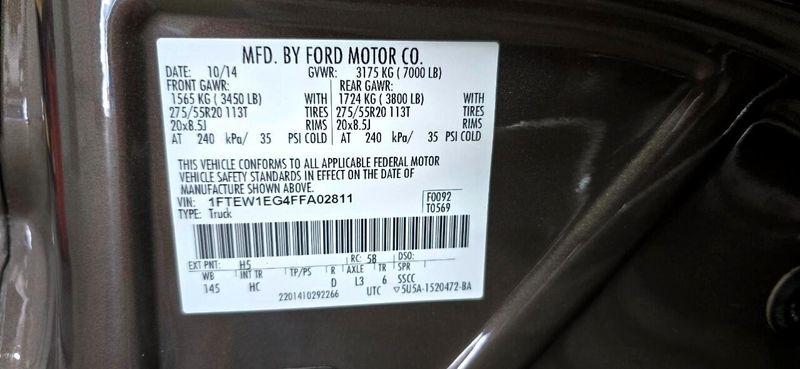 MFD. BY FORD MOTOR CO.
DATE: 10/14 GVWR: 3175 KG ( 7000 LB)
FRONT GAWR: REAR GAWR:
1565 KG ( 3450 LB) WITH 1724 KG ( 3800 LB) WITH
275/55R20 113T TIRES 275/55R20 113T TIRES
20x8.5J RIMS 20x8.5J RIMS
AT 240 kPa/ 35 PSI COLD AT 240 kPa/ 35 PSI COLD
THIS VEHICLE CONFORMS TO ALL APPLICABLE FEDERAL MOTOR
VEHICLE SAFETY STANDARDS IN EFFECT ON THE DATE OF
MANUFACTURE SHOWN ABOVE.
VIN: 1FTEW1EG4FFA02811 F0092
TYPE: Truck T0569
EXT PNT: H5 RC: 58 DSO:
WB INT TR TP/PS R AXLE TR SPR
145 HC D L3 6 SSCC
2201410292266 UTC ▽5U5A-1520472-BA